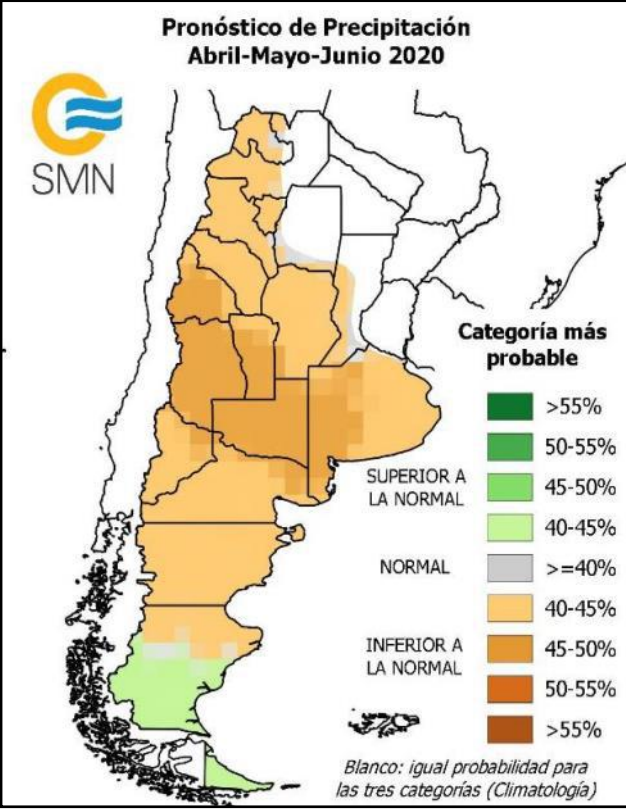 Pronóstico de Precipitación
Abril-Mayo-Junio 2020
SMN
Categoría más
probable
>55%
50-55%
45-50%
SUPERIOR A
LA NORMAL
40-45%
NORMAL
>=40%
40-45%
INFERIOR A
LA NORMAL
45-50%
50-55%
>55%
Blanco: igual probabilidad para
las tres categorías (Climatología)